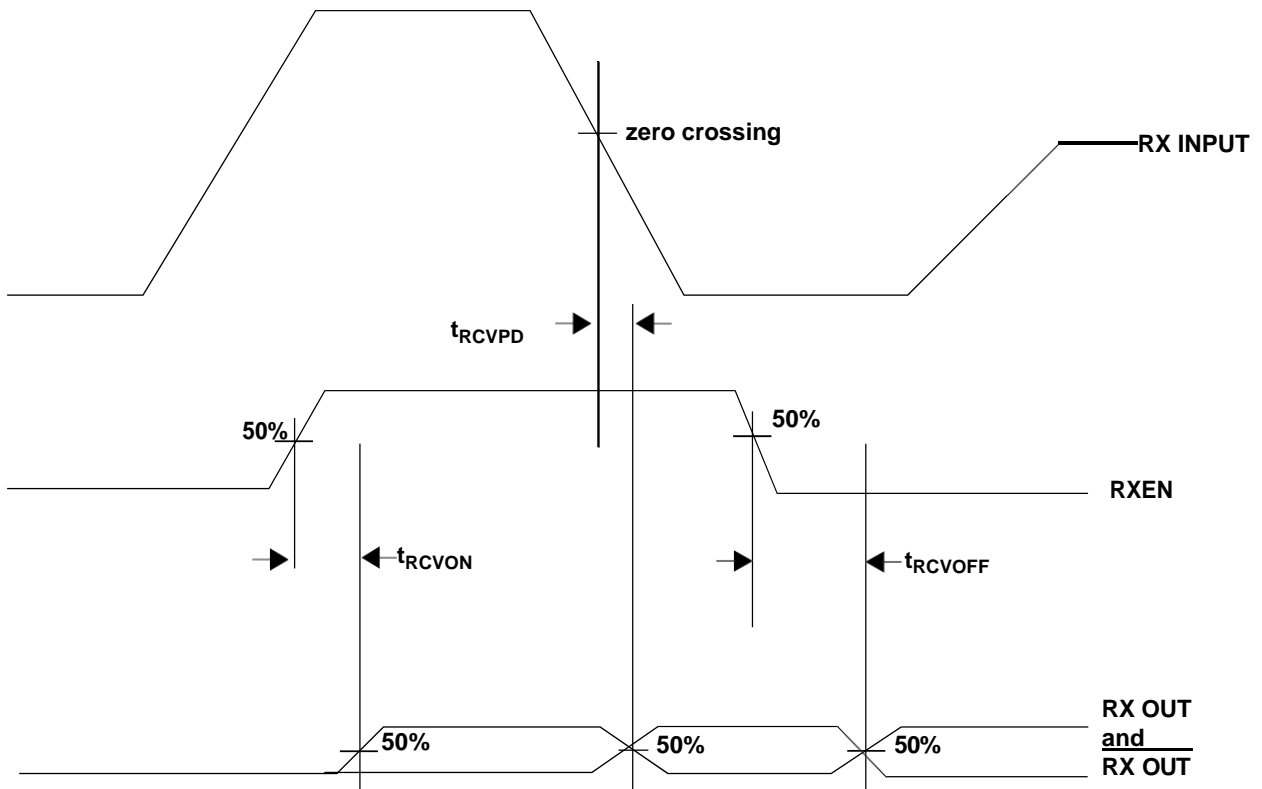 zero crossing
RX INPUT
tRCVPD
50%
50%
RXEN
tRCVON
tRCVOFF
50%
50%
50%
RX OUT
and
RX OUT